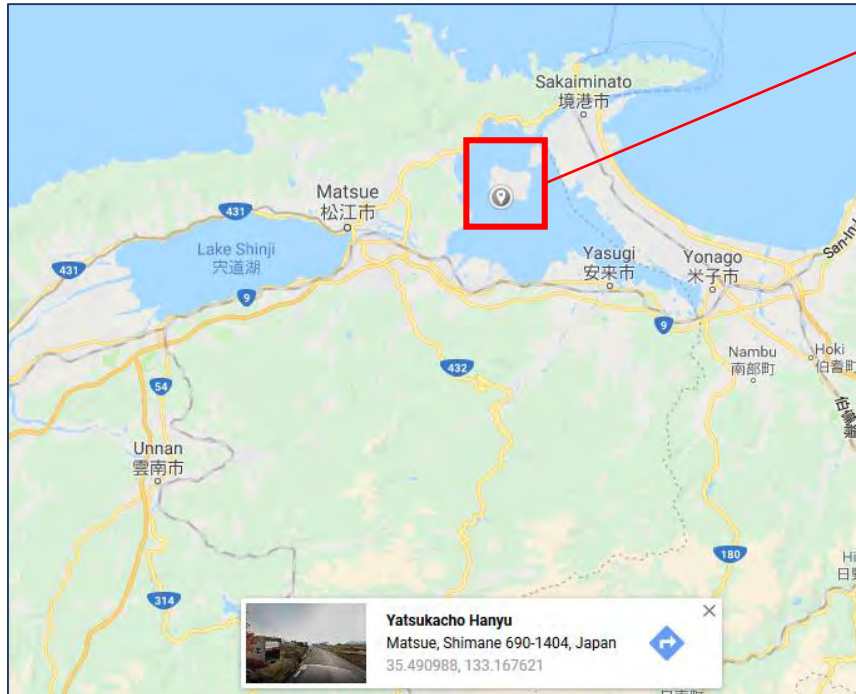 Sakaiminato
境港市
Matsue
松江市
431
431
Lake Shinji
宍道湖
Yasugi
安来市
Yonago
米子市
San-In
9
9
Nambu
南部町
Hoki
伯耆町
432
54
Unnan
雲南市
180
314
Yatsukacho Hanyu
Matsue, Shimane 690-1404, Japan
35.490988, 133.167621